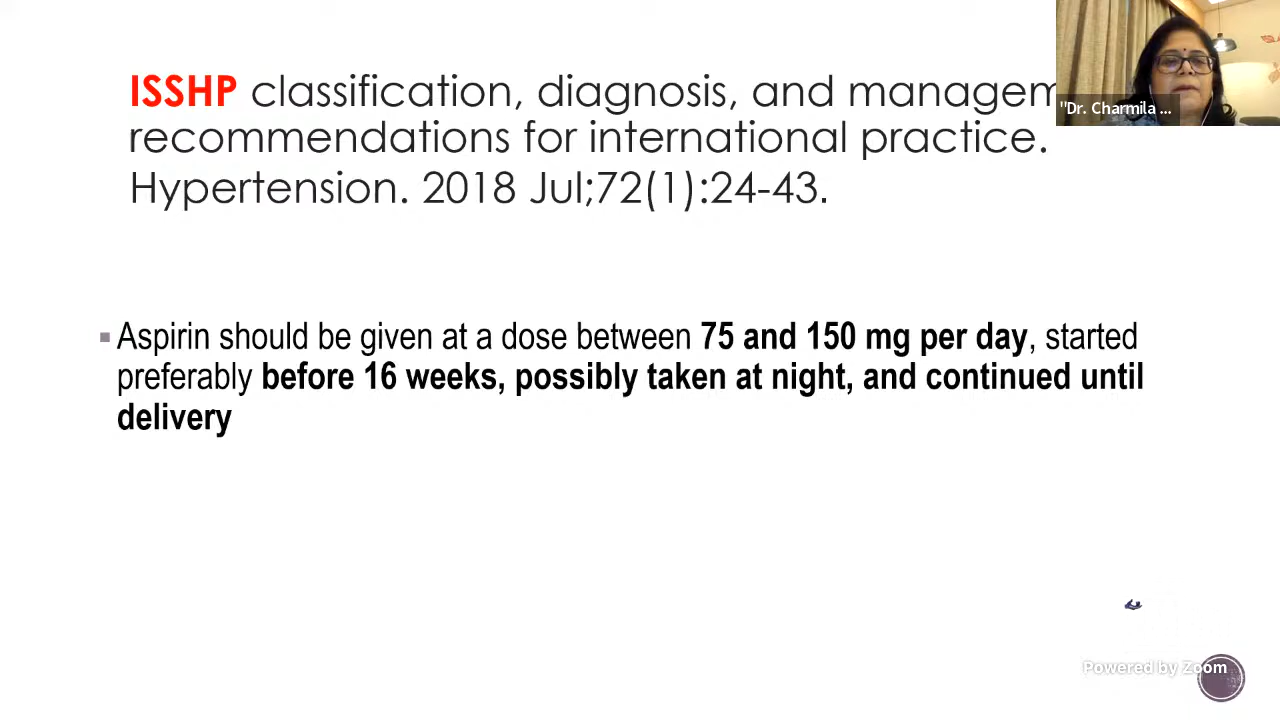 ISSHP classification, diagnosis, and managem
recommendations for international practice.
Hypertension. 2018 Jul;72(1):24-43.
"Dr. Charmila ...
Aspirin should be given at a dose between 75 and 150 mg per day, started
preferably before 16 weeks, possibly taken at night, and continued until
delivery
Powered by Zoom